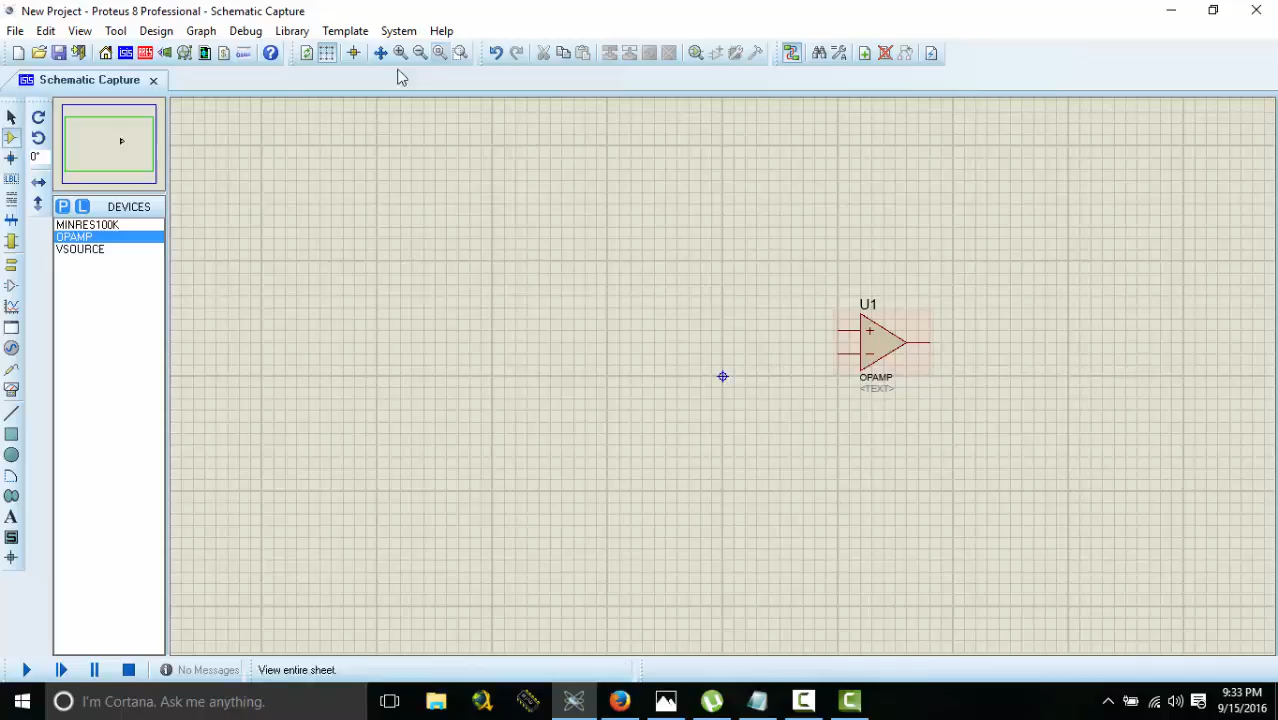 New Project - Proteus 8 Professional - Schematic Capture
File Edit View Tool Design Graph Debug Library Template System Help
Schematic Capture
LBL
0°
P L DEVICES
MINRES100K
OPAMP
VSOURCE
U1
OPAMP
<TEXT>
A
S
No Messages
View entire sheet
I'm Cortana. Ask me anything.
9:33 PM
9/15/2016